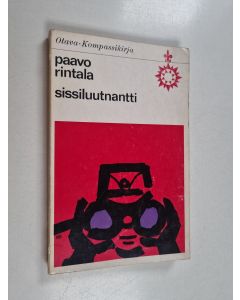 Otava-Kompassikirja
paavo
rintala
sissiluutnantti